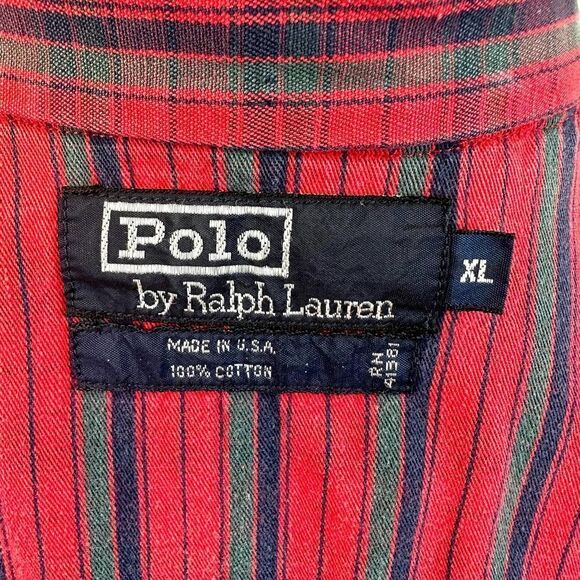 Polo
by Ralph Lauren
XL
MADE IN U.S.A.
100% COTTON
RN
41381